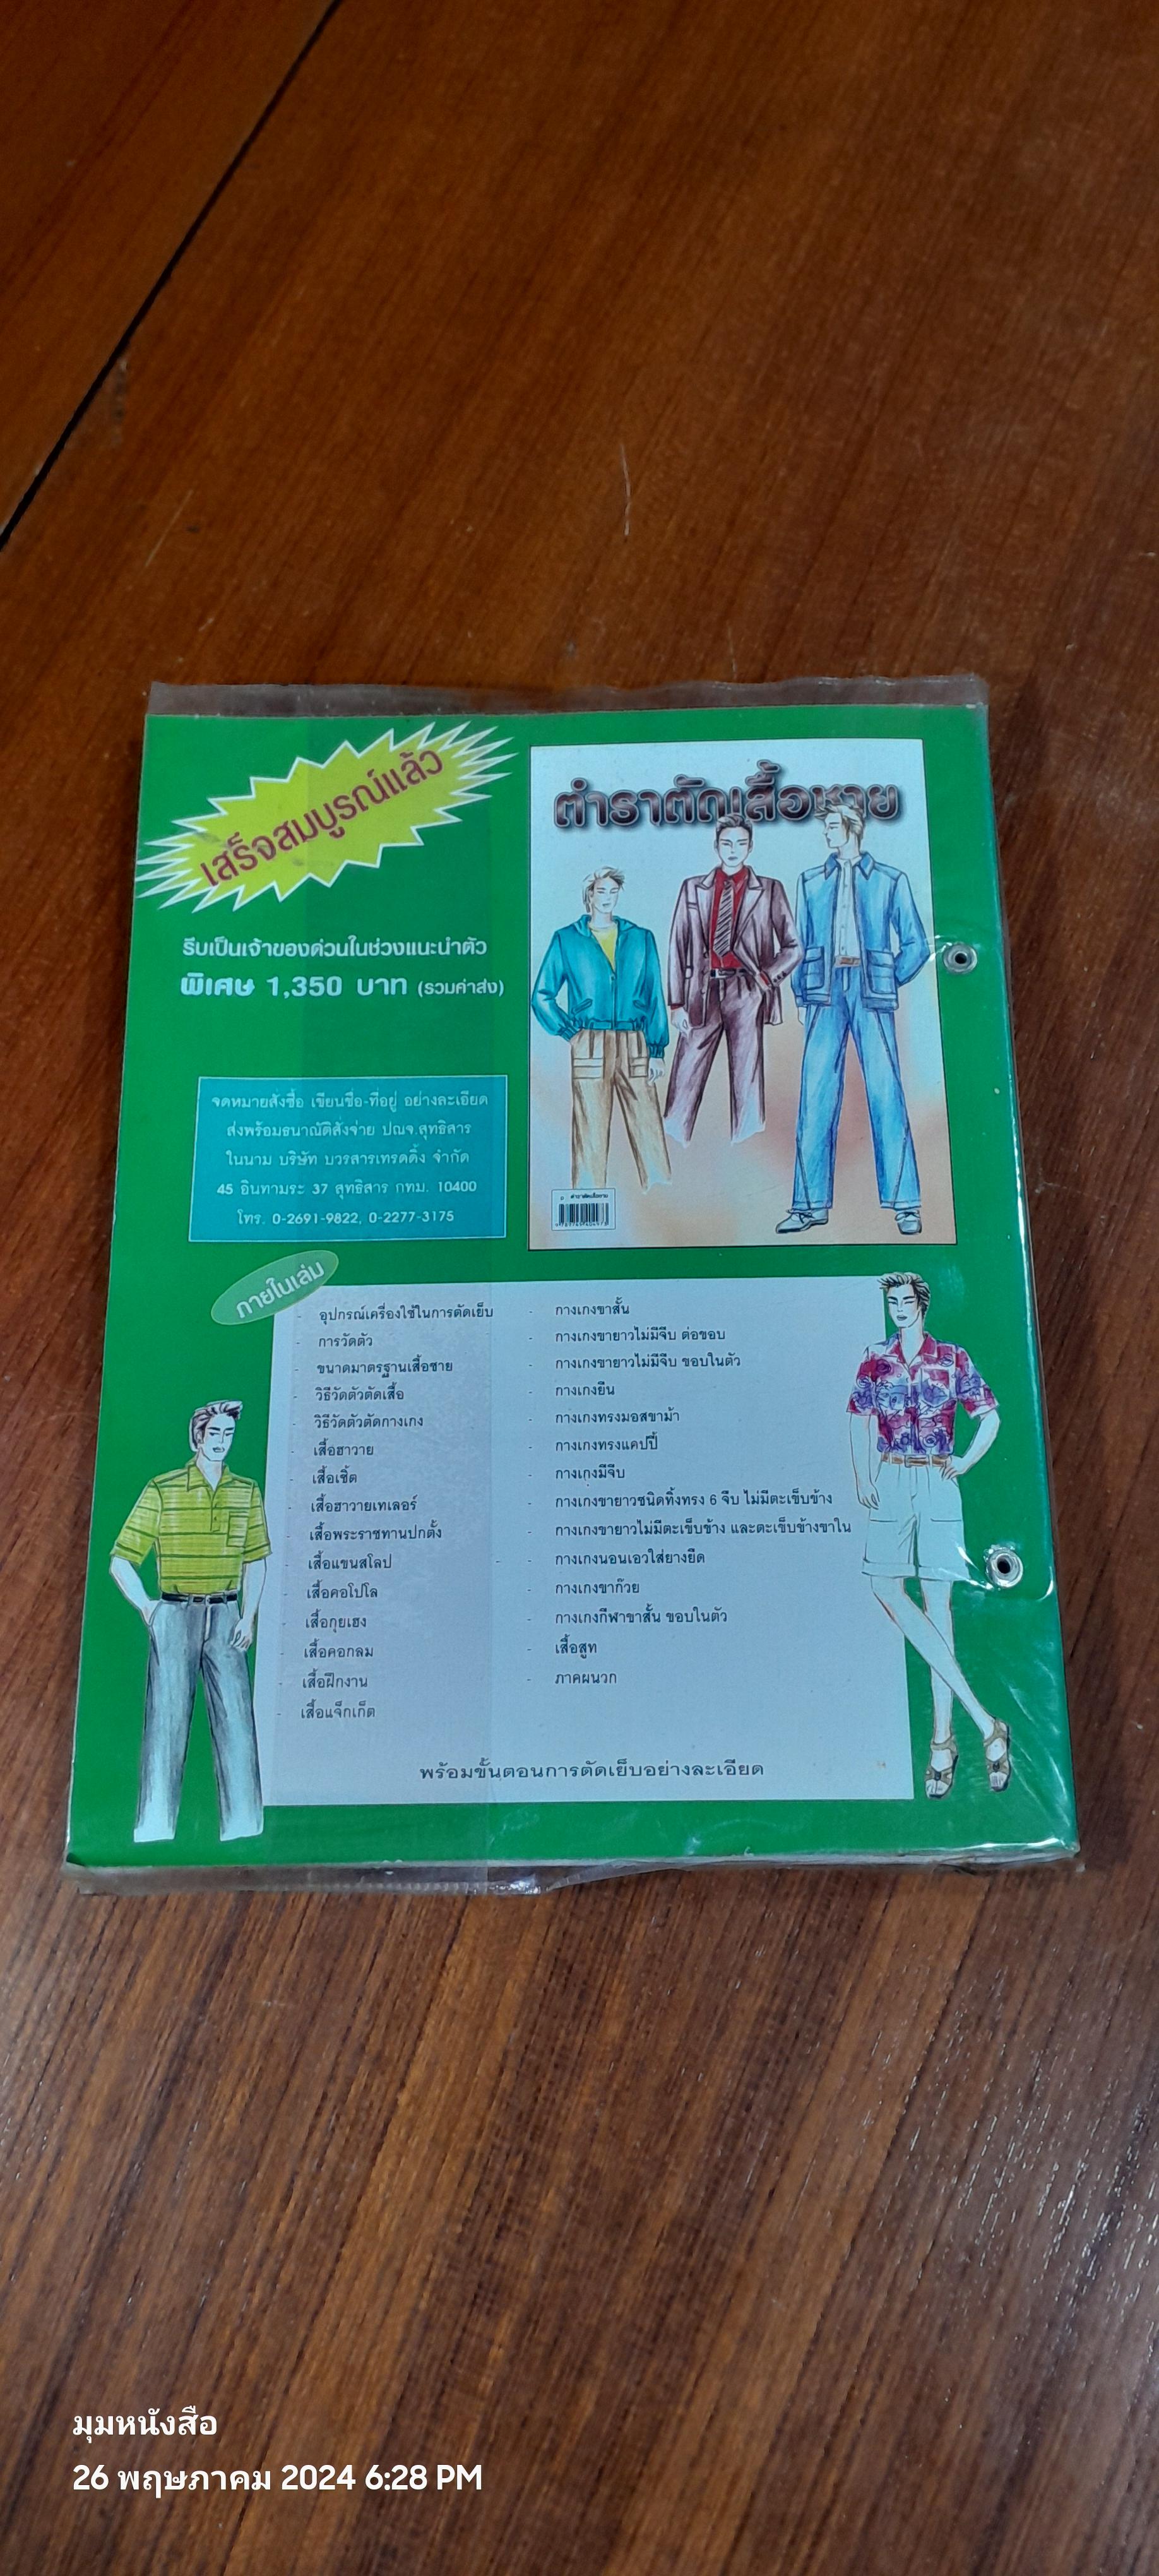 เสร็จสมบูรณ์แล้ว
รีบเป็นเจ้าของด่วนในช่วงแนะนำตัว
พิเศษ 1,350 บาท (รวมค่าส่ง)
จดหมายสั่งซื้อ เขียนชื่อ-ที่อยู่ อย่างละเอียด
ส่งพร้อมธนาณัติสั่งจ่าย ปณจ.สุทธิสาร
ในนาม บริษัท บวรสารเทรดดิ้ง จำกัด
45 อินทามระ 37 สุทธิสาร กทม. 10400
โทร. 0-2691-9822, 0-2277-3175
ตำราตัดเสื้อชาย
ภายในเล่ม
- อุปกรณ์เครื่องใช้ในการตัดเย็บ
- การวัดตัว
- ขนาดมาตรฐานเสื้อชาย
- วิธีวัดตัวตัดเสื้อ
- วิธีวัดตัวตัดกางเกง
- เสื้อฮาวาย
- เสื้อเชิ้ต
- เสื้อฮาวายเทเลอร์
- เสื้อพระราชทานปกตั้ง
- เสื้อแขนสโลป
- เสื้อคอโปโล
- เสื้อกุยเฮง
- เสื้อคอกลม
- เสื้อฝึกงาน
- เสื้อแจ็กเก็ต
- กางเกงขาสั้น
- กางเกงขายาวไม่มีจีบ ต่อขอบ
- กางเกงขายาวไม่มีจีบ ขอบในตัว
- กางเกงยีน
- กางเกงทรงมอสขาม้า
- กางเกงทรงแคปปี้
- กางเกงมีจีบ
- กางเกงขายาวชนิดทิ้งทรง 6 จีบ ไม่มีตะเข็บข้าง
- กางเกงขายาวไม่มีตะเข็บข้าง และตะเข็บข้างขาใน
- กางเกงนอนเอวใส่ยางยืด
- กางเกงขาก๊วย
- กางเกงกีฬาขาสั้น ขอบในตัว
- เสื้อสูท
- ภาคผนวก
พร้อมขั้นตอนการตัดเย็บอย่างละเอียด
มุมหนังสือ
26 พฤษภาคม 2024 6:28 PM